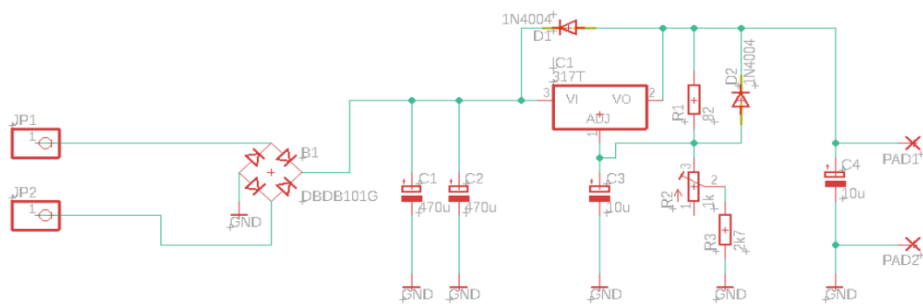 1N4004
D1
IC1
317T
3
VI
VO
2
ADJ
1
R1
82
D2
1N4004
JP1
1
B1
DBDB101G
JP2
1
GND
C1
470u
C2
470u
C3
10u
R2
3
2
1
1k
R3
2k7
C4
10u
PAD1
PAD2
GND
GND
GND
GND
GND